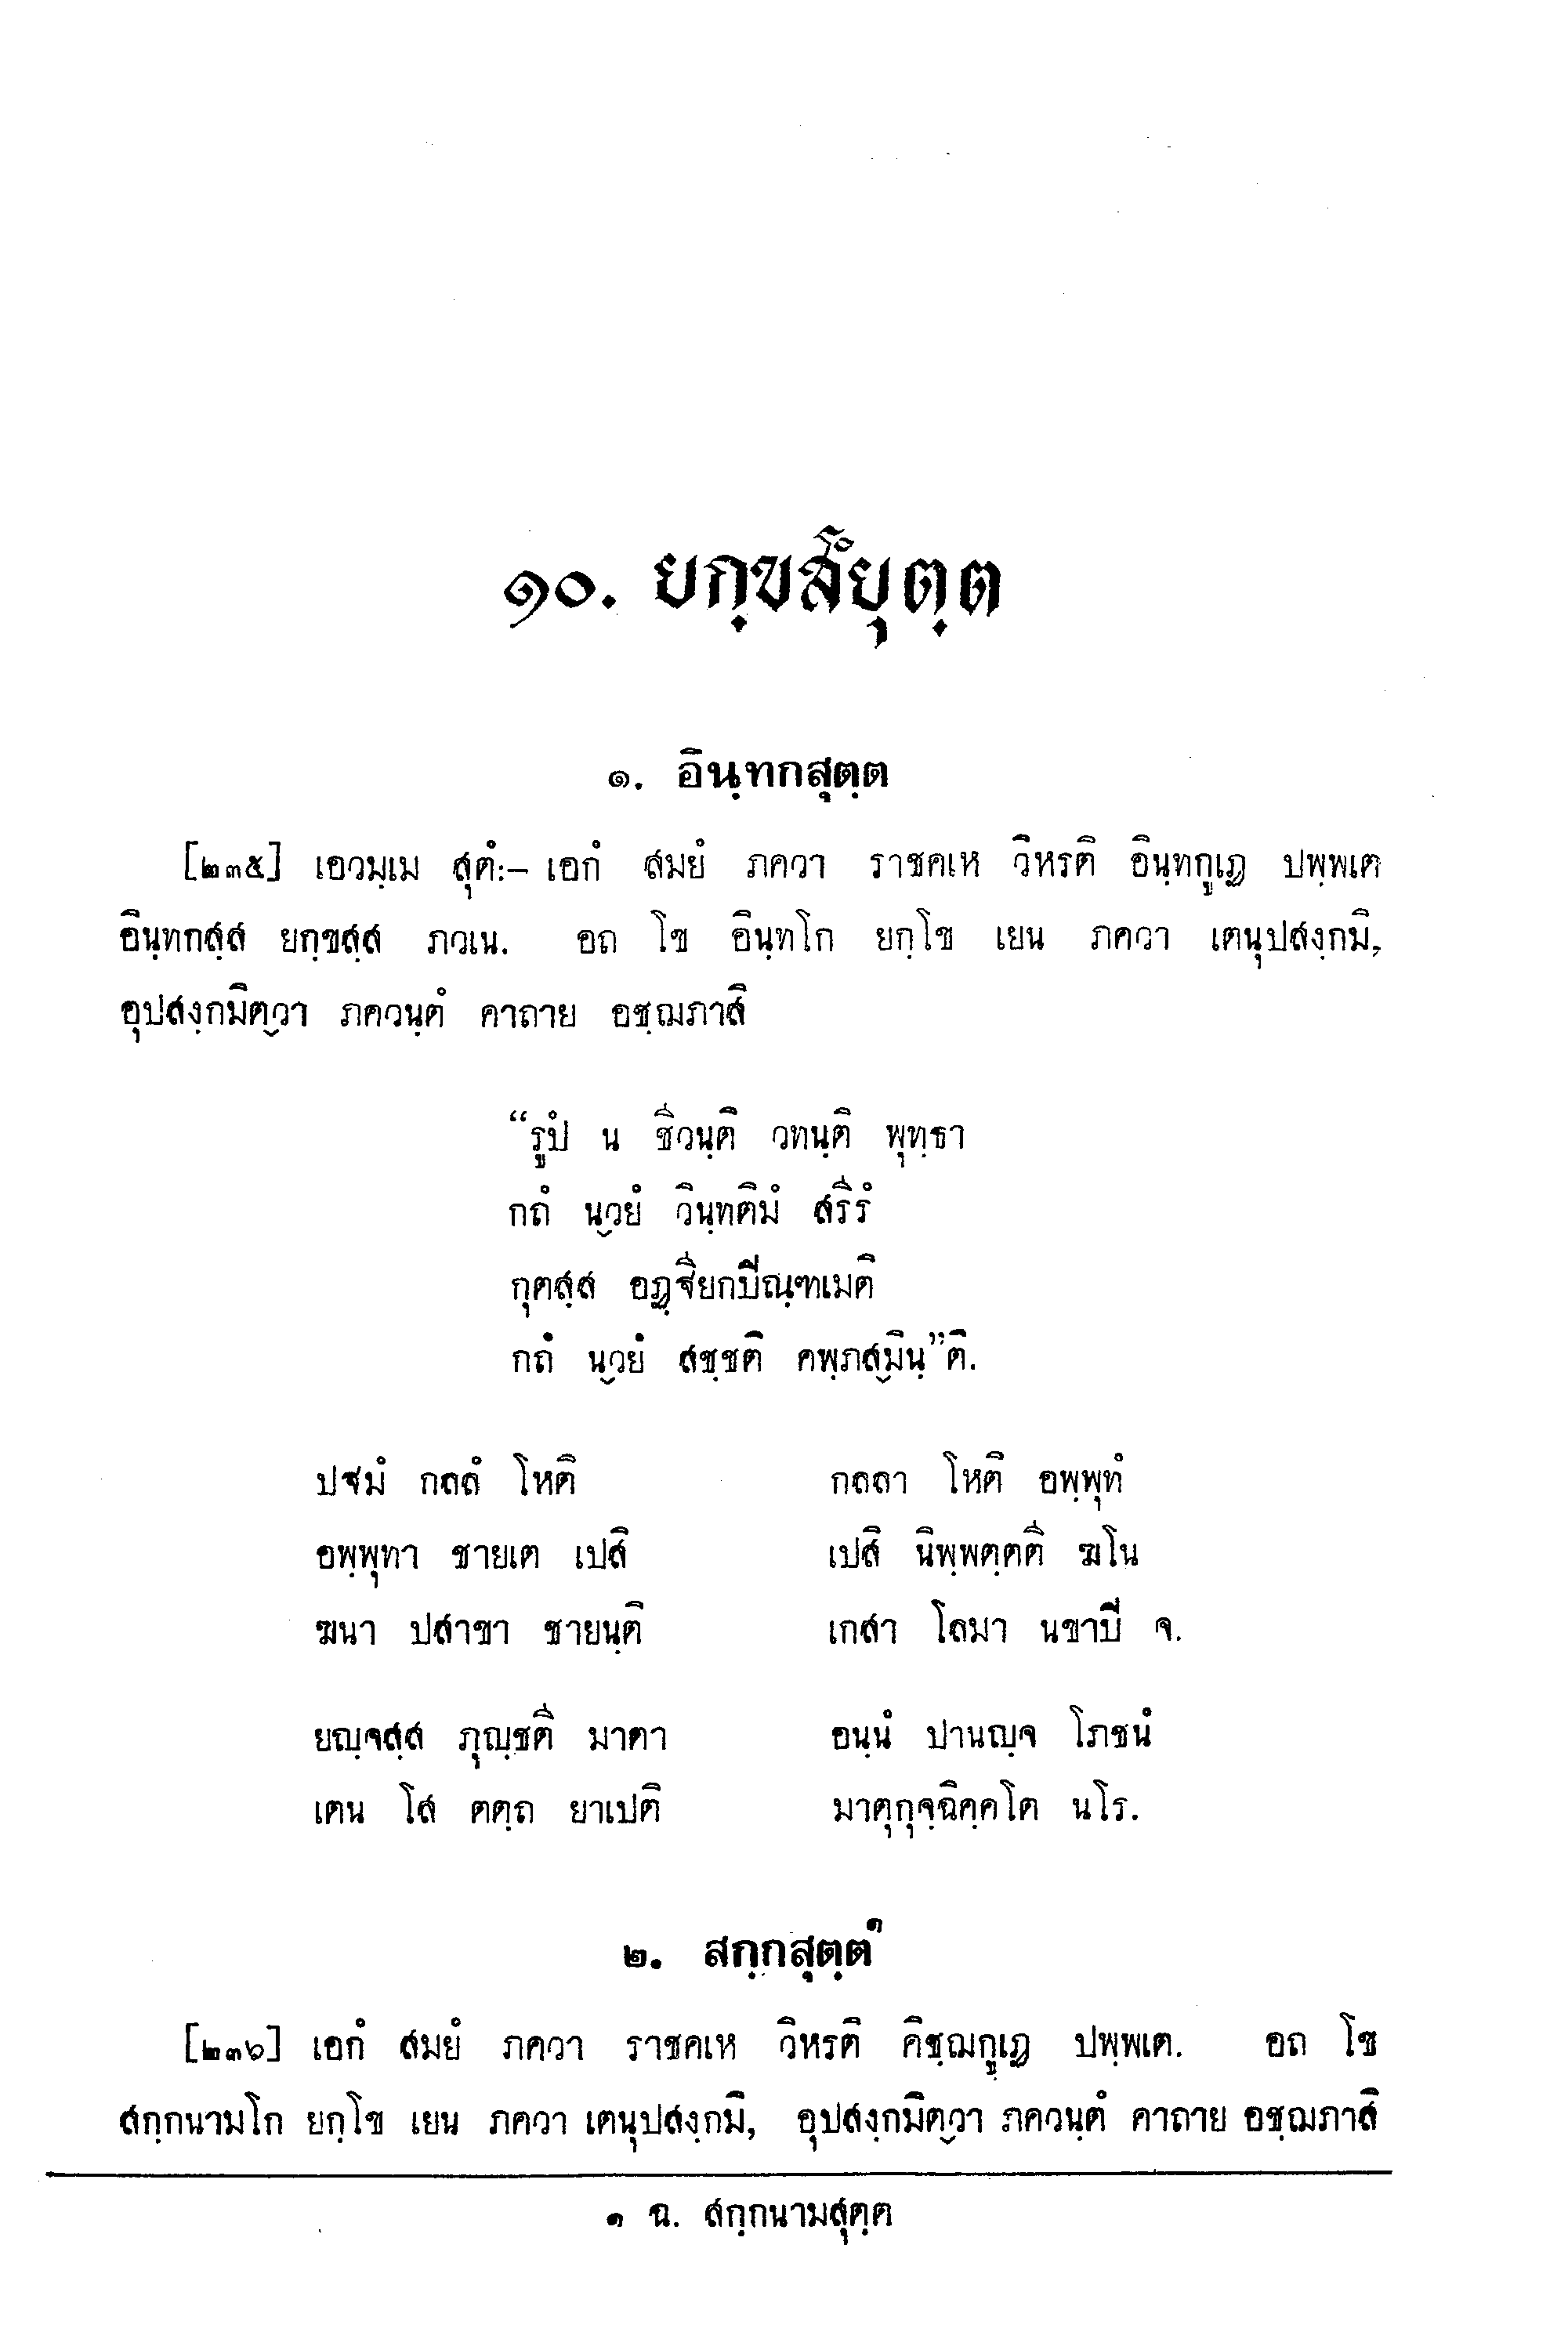 ๑๐. ยกฺขสํยุตฺต
๑. อินฺทกสุตฺต
[๒๓๕] เอวมฺเม สุตํ:– เอกํ สมยํ ภควา ราชคเห วิหรติ อินฺทกูเฏ ปพฺพเต
อินฺทกสฺส ยกฺขสฺส ภวเน. อถ โข อินฺทโก ยกฺโข เยน ภควา เตนุปสงฺกมิ,
อุปสงฺกมิตฺวา ภควนฺตํ คาถาย อชฺฌภาสิ
“รูปํ น ชีวนฺติ วทนฺติ พุทฺธา
กถํ นฺวยํ วินฺทติมํ สรีรํ
กุตสฺส อฏฺฐียกปิณฺฑเมติ
กถํ นฺวยํ สชฺชติ คพฺภสฺมินฺ”ติ.
ปฐมํ กลลํ โหติ กลลา โหติ อพฺพุทํ
อพฺพุทา ชายเต เปสิ เปสิ นิพฺพตฺตตี ฆโน
ฆนา ปสาขา ชายนฺติ เกสา โลมา นขาปิ จ.
ยญฺจสฺส ภุญฺชตี มาตา อนฺนํ ปานญฺจ โภชนํ
เตน โส ตตฺถ ยาเปติ มาตุกุจฺฉิคฺคโต นโร.
๒. สกฺกสุตฺต๑
[๒๓๖] เอกํ สมยํ ภควา ราชคเห วิหรติ คิชฺฌกูเฏ ปพฺพเต. อถ โข
สกฺกนามโก ยกฺโข เยน ภควา เตนุปสงฺกมิ, อุปสงฺกมิตฺวา ภควนฺตํ คาถาย อชฺฌภาสิ
๑ ฉ. สกฺกนามสุตฺต